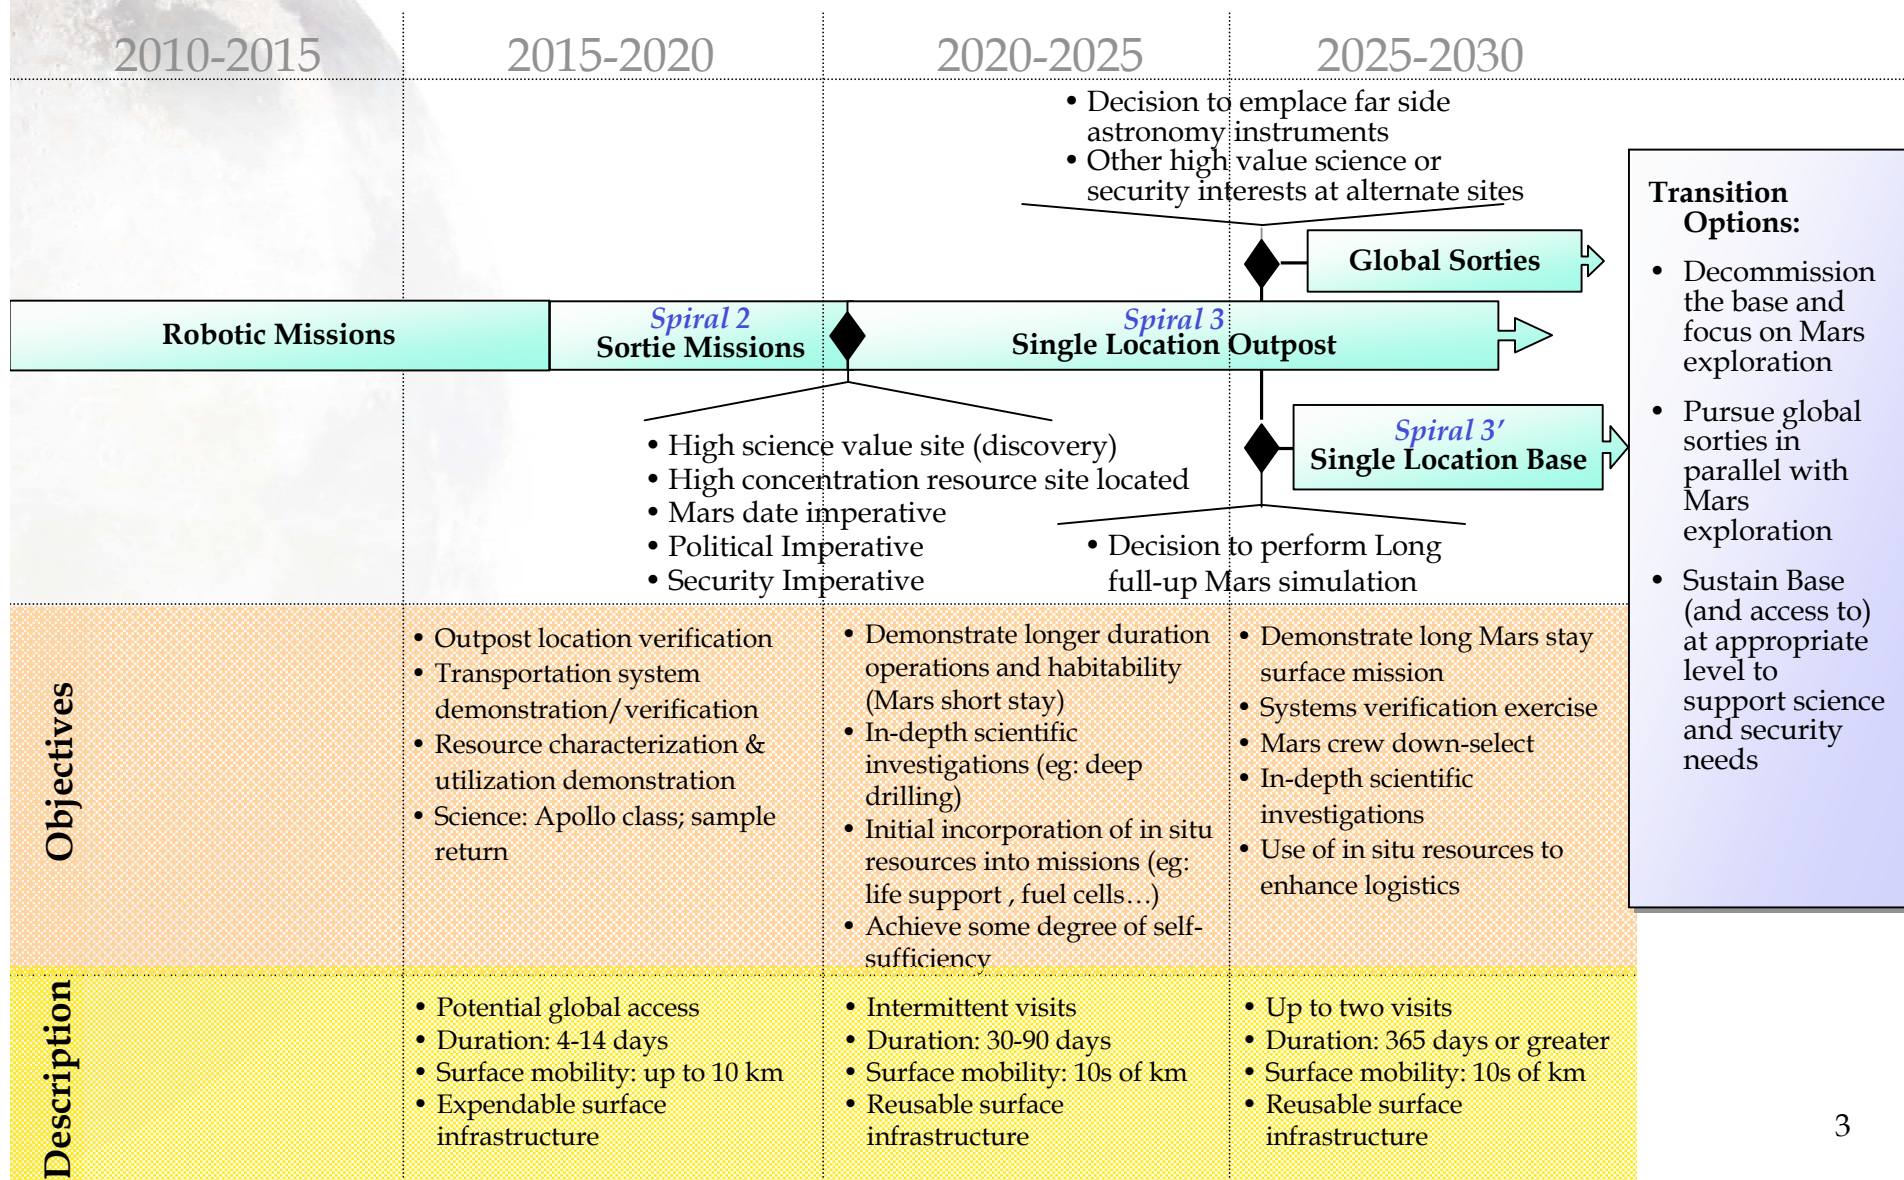 2010-2015
2015-2020
2020-2025
2025-2030
• Decision to emplace far side
astronomy instruments
• Other high value science or
security interests at alternate sites
Global Sorties
Robotic Missions
Spiral 2
Sortie Missions
Spiral 3
Single Location Outpost
Spiral 3′
Single Location Base
• High science value site (discovery)
• High concentration resource site located
• Mars date imperative
• Political Imperative
• Security Imperative
• Decision to perform Long
full-up Mars simulation
Transition
Options:
• Decommission
the base and
focus on Mars
exploration
• Pursue global
sorties in
parallel with
Mars
exploration
• Sustain Base
(and access to)
at appropriate
level to
support science
and security
needs
Objectives
• Outpost location verification
• Transportation system
demonstration/verification
• Resource characterization &
utilization demonstration
• Science: Apollo class; sample
return
• Demonstrate longer duration
operations and habitability
(Mars short stay)
• In-depth scientific
investigations (eg: deep
drilling)
• Initial incorporation of in situ
resources into missions (eg:
life support , fuel cells…)
• Achieve some degree of self-
sufficiency
• Demonstrate long Mars stay
surface mission
• Systems verification exercise
• Mars crew down-select
• In-depth scientific
investigations
• Use of in situ resources to
enhance logistics
Description
• Potential global access
• Duration: 4-14 days
• Surface mobility: up to 10 km
• Expendable surface
infrastructure
• Intermittent visits
• Duration: 30-90 days
• Surface mobility: 10s of km
• Reusable surface
infrastructure
• Up to two visits
• Duration: 365 days or greater
• Surface mobility: 10s of km
• Reusable surface
infrastructure
3